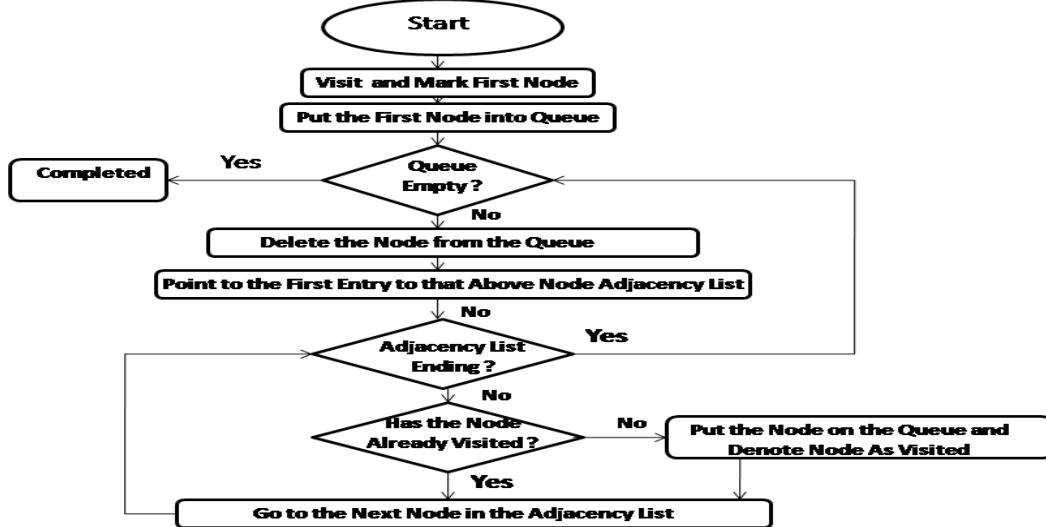 Start
Visit and Mark First Node
Put the First Node into Queue
Yes
Completed
Queue
Empty ?
No
Delete the Node from the Queue
Point to the First Entry to that Above Node Adjacency List
No
Adjacency List
Ending ?
Yes
No
Has the Node
Already Visited ?
No
Put the Node on the Queue and
Denote Node As Visited
Yes
Go to the Next Node in the Adjacency List